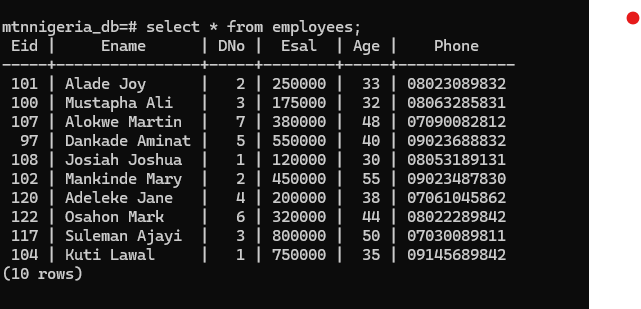 mtnnigeria_db=# select * from employees;
 Eid |     Ename      | DNo |  Esal  | Age |    Phone
-----+----------------+-----+--------+-----+-------------
 101 | Alade Joy      |   2 | 250000 |  33 | 08023089832
 100 | Mustapha Ali   |   3 | 175000 |  32 | 08063285831
 107 | Alokwe Martin  |   7 | 380000 |  48 | 07090082812
  97 | Dankade Aminat |   5 | 550000 |  40 | 09023688832
 108 | Josiah Joshua  |   1 | 120000 |  30 | 08053189131
 102 | Mankinde Mary  |   2 | 450000 |  55 | 09023487830
 120 | Adeleke Jane   |   4 | 200000 |  38 | 07061045862
 122 | Osahon Mark    |   6 | 320000 |  44 | 08022289842
 117 | Suleman Ajayi  |   3 | 800000 |  50 | 07030089811
 104 | Kuti Lawal     |   1 | 750000 |  35 | 09145689842
(10 rows)